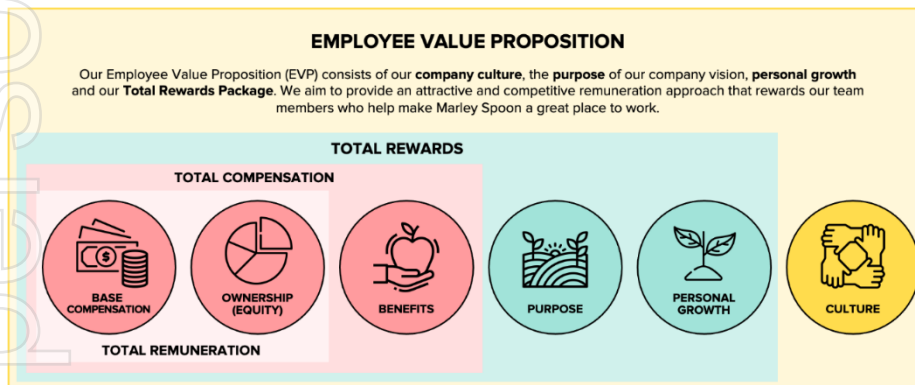 EMPLOYEE VALUE PROPOSITION
Our Employee Value Proposition (EVP) consists of our company culture, the purpose of our company vision, personal growth
and our Total Rewards Package. We aim to provide an attractive and competitive remuneration approach that rewards our team
members who help make Marley Spoon a great place to work.
TOTAL REWARDS
TOTAL COMPENSATION
BASE
COMPENSATION
OWNERSHIP
(EQUITY)
BENEFITS
PURPOSE
PERSONAL
GROWTH
CULTURE
TOTAL REMUNERATION